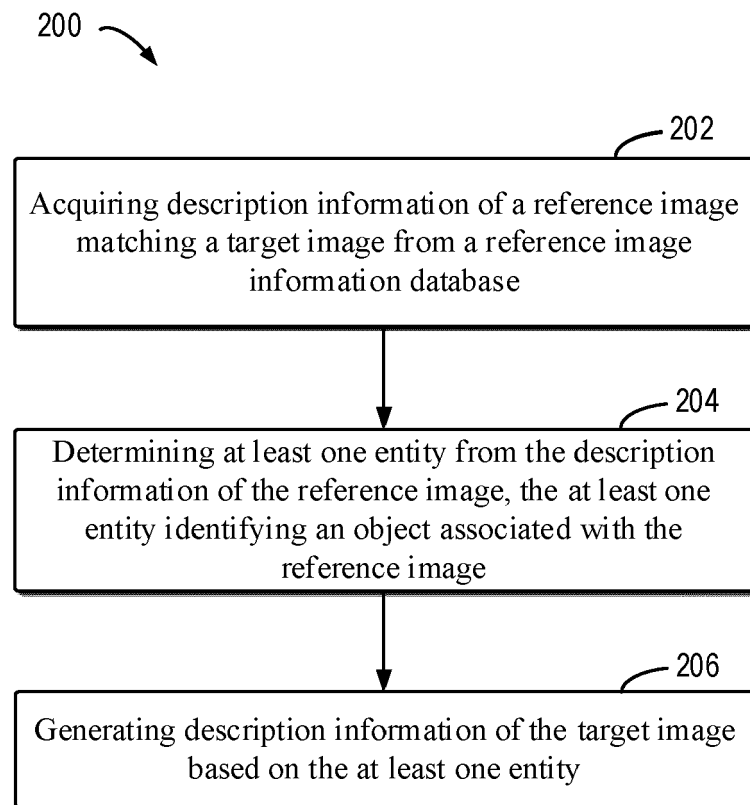 200
202
Acquiring description information of a reference image
matching a target image from a reference image
information database
204
Determining at least one entity from the description
information of the reference image, the at least one
entity identifying an object associated with the
reference image
206
Generating description information of the target image
based on the at least one entity